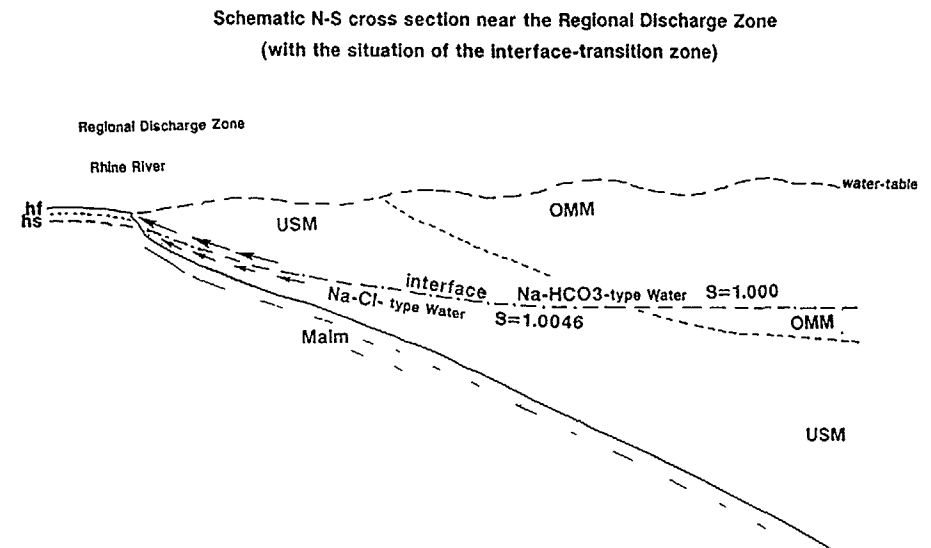 Schematic N-S cross section near the Regional Discharge Zone
(with the situation of the interface-transition zone)
Regional Discharge Zone
Rhine River
water-table
hf
hs
USM
OMM
interface
Na-HCO3-type Water S=1.000
Na-Cl- type Water
S=1.0046
OMM
Malm
USM